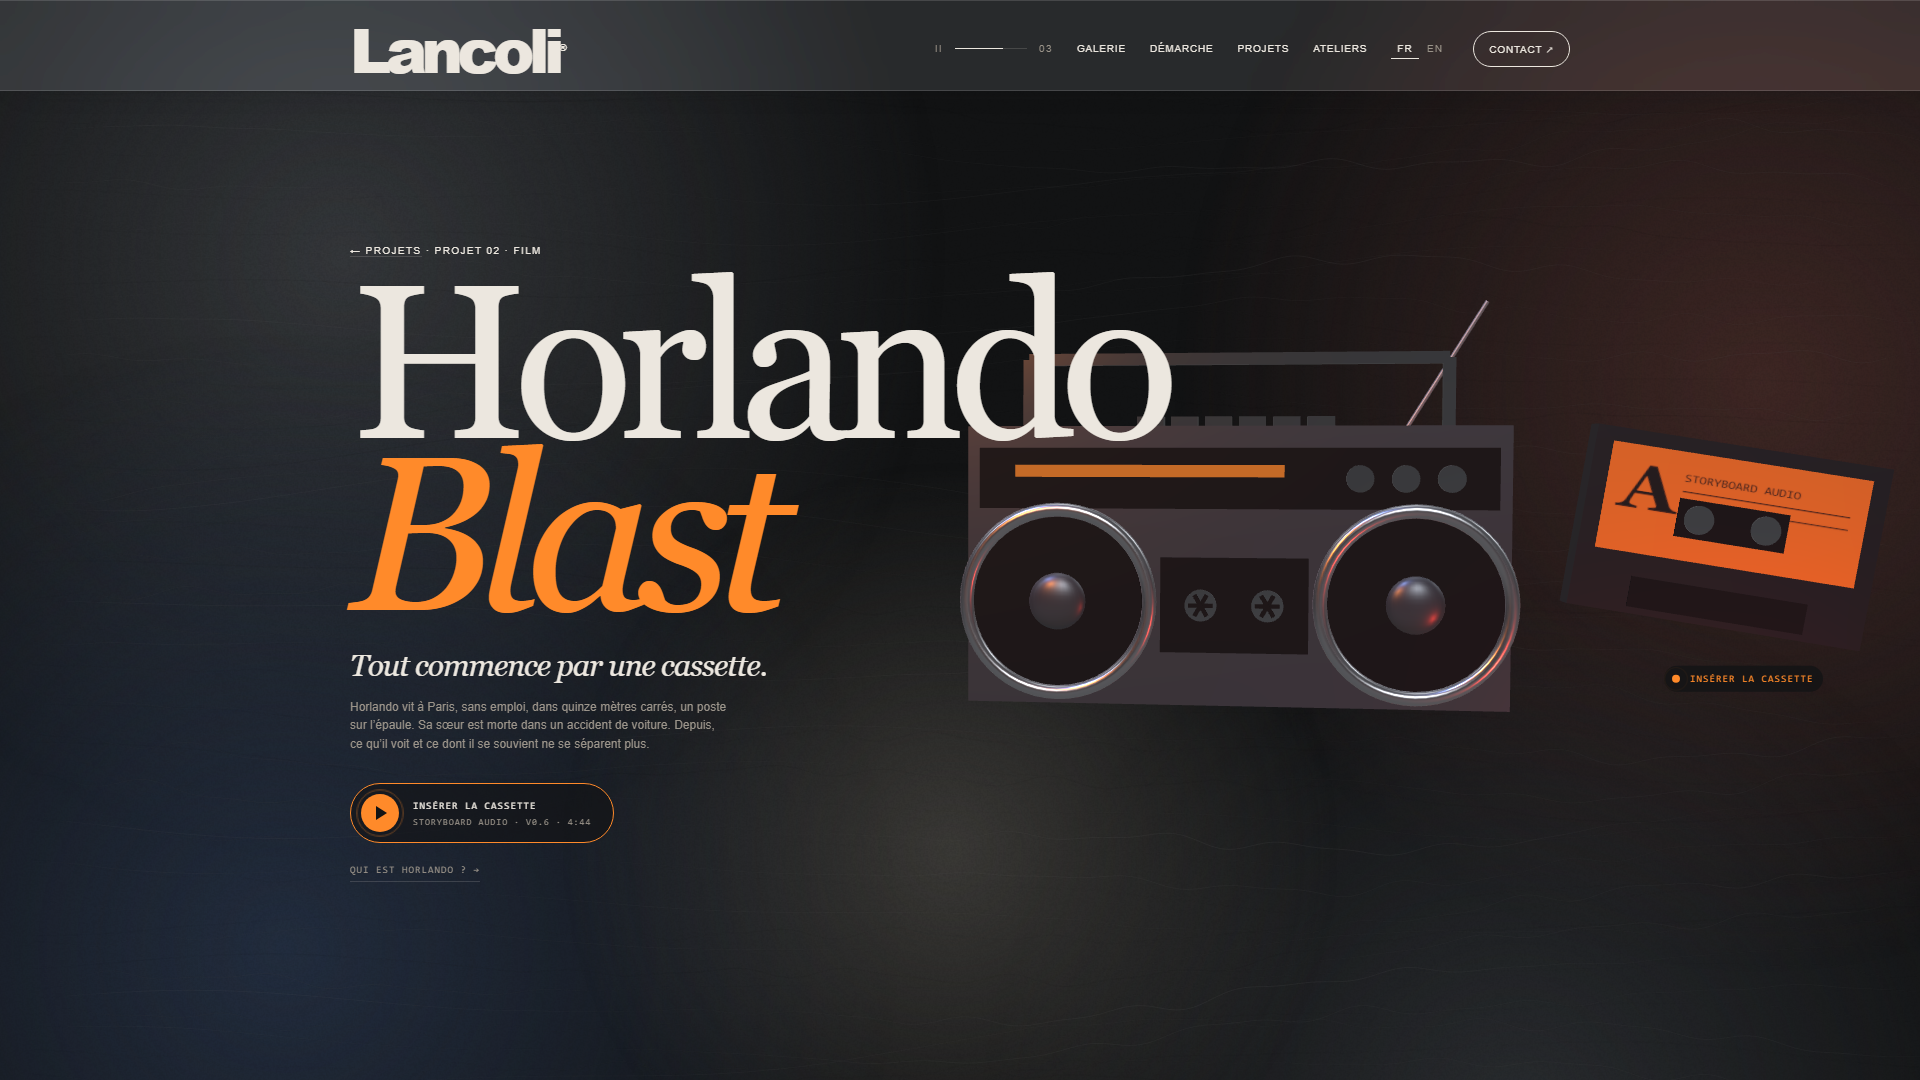 Lancoli®
03 GALERIE DÉMARCHE PROJETS ATELIERS FR EN CONTACT ↗
← PROJETS · PROJET 02 · FILM
Horlando
Blast
Tout commence par une cassette.
Horlando vit à Paris, sans emploi, dans quinze mètres carrés, un poste
sur l’épaule. Sa sœur est morte dans un accident de voiture. Depuis,
ce qu’il voit et ce dont il se souvient ne se séparent plus.
INSÉRER LA CASSETTE
STORYBOARD AUDIO · V0.6 · 4:44
QUI EST HORLANDO ? →
A STORYBOARD AUDIO
INSÉRER LA CASSETTE